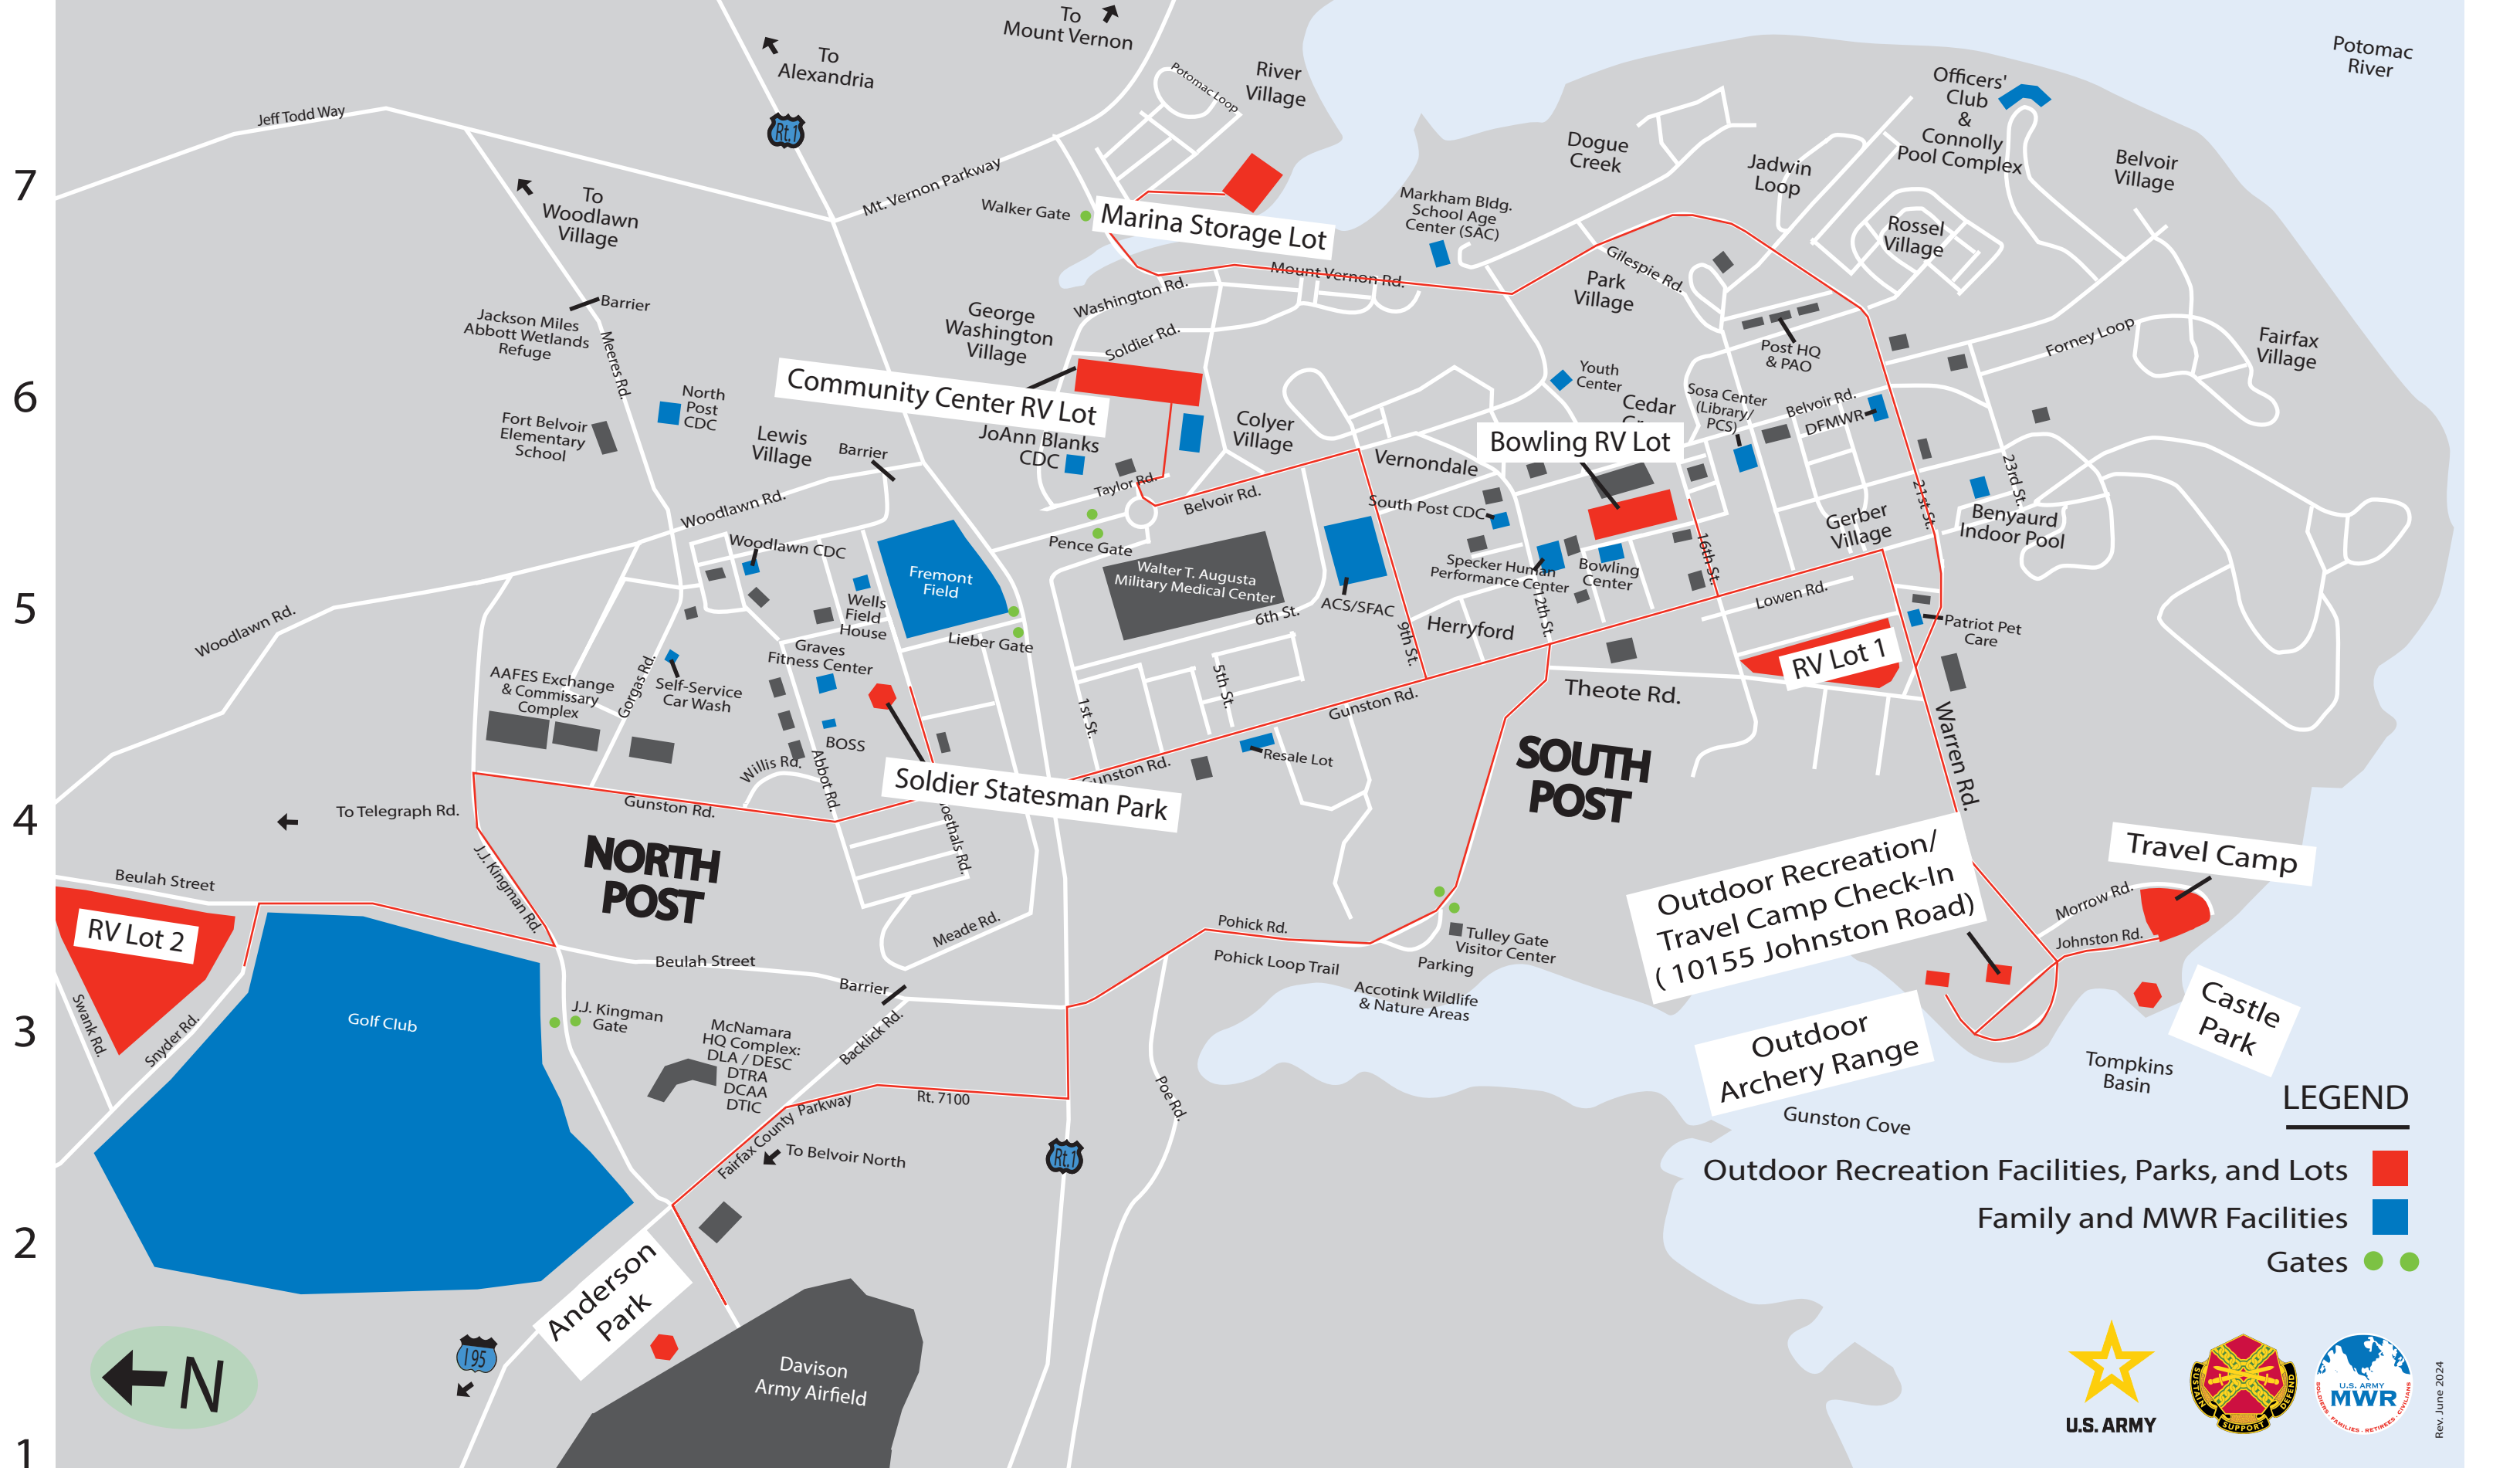 To
Mount Vernon
To
Alexandria
Potomac
River
River
Village
Potomac Loop
Officers'
Club
&
Connolly
Pool Complex
Jeff Todd Way
Rt.1
Dogue
Creek
Jadwin
Loop
Belvoir
Village
7
To
Woodlawn
Village
Mt. Vernon Parkway
Walker Gate
Marina Storage Lot
Markham Bldg.
School Age
Center (SAC)
Rossel
Village
Mount Vernon Rd.
Gilespie Rd.
Park
Village
Washington Rd.
Barrier
Jackson Miles
Abbott Wetlands
Refuge
Meeres Rd.
George
Washington
Village
Soldier Rd.
Post HQ
& PAO
Forney Loop
Fairfax
Village
6
Community Center RV Lot
Youth
Center
Cedar
Sosa Center
(Library/
PCS)
Belvoir Rd.
DFMWR
North
Post
CDC
Fort Belvoir
Elementary
School
Lewis
Village
Barrier
JoAnn Blanks
CDC
Colyer
Village
Vernondale
Bowling RV Lot
Taylor Rd.
Belvoir Rd.
South Post CDC
23rd St.
21st St.
Woodlawn Rd.
Woodlawn CDC
Pence Gate
Gerber
Village
Benyaurd
Indoor Pool
Fremont
Field
Walter T. Augusta
Military Medical Center
Specker Human
Performance Center
Bowling
Center
16th St.
12th St.
5
Woodlawn Rd.
Wells
Field
House
Lieber Gate
6th St.
ACS/SFAC
9th St.
Herryford
Lowen Rd.
Patriot Pet
Care
Graves
Fitness Center
RV Lot 1
AAFES Exchange
& Commissary
Complex
Gorgas Rd.
Self-Service
Car Wash
5th St.
1st St.
Gunston Rd.
Theote Rd.
Warren Rd.
BOSS
Willis Rd.
Abbot Rd.
Resale Lot
Gunston Rd.
Soldier Statesman Park
SOUTH
POST
4
To Telegraph Rd.
Gunston Rd.
NORTH
POST
J.J. Kingman Rd.
Beulah Street
Outdoor Recreation/
Travel Camp Check-In
( 10155 Johnston Road)
Travel Camp
Morrow Rd.
Johnston Rd.
RV Lot 2
Meade Rd.
Pohick Rd.
Pohick Loop Trail
Tulley Gate
Visitor Center
Parking
Beulah Street
Barrier
Accotink Wildlife
& Nature Areas
Castle
Park
3
Swank Rd.
Snyder Rd.
Golf Club
J.J. Kingman
Gate
McNamara
HQ Complex:
DLA / DESC
DTRA
DCAA
DTIC
Backlick Rd.
Outdoor
Archery Range
Tompkins
Basin
Gunston Cove
Poe Rd.
Fairfax County Parkway
Rt. 7100
To Belvoir North
Rt.1
LEGEND
Outdoor Recreation Facilities, Parks, and Lots
Family and MWR Facilities
Gates
2
Anderson
Park
I 95
N
Davison
Army Airfield
1
U.S. ARMY
SUSTAIN
SUPPORT
DEFEND
U.S. ARMY
MWR
SOLDIERS - FAMILIES - RETIREES - CIVILIANS
Rev. June 2024